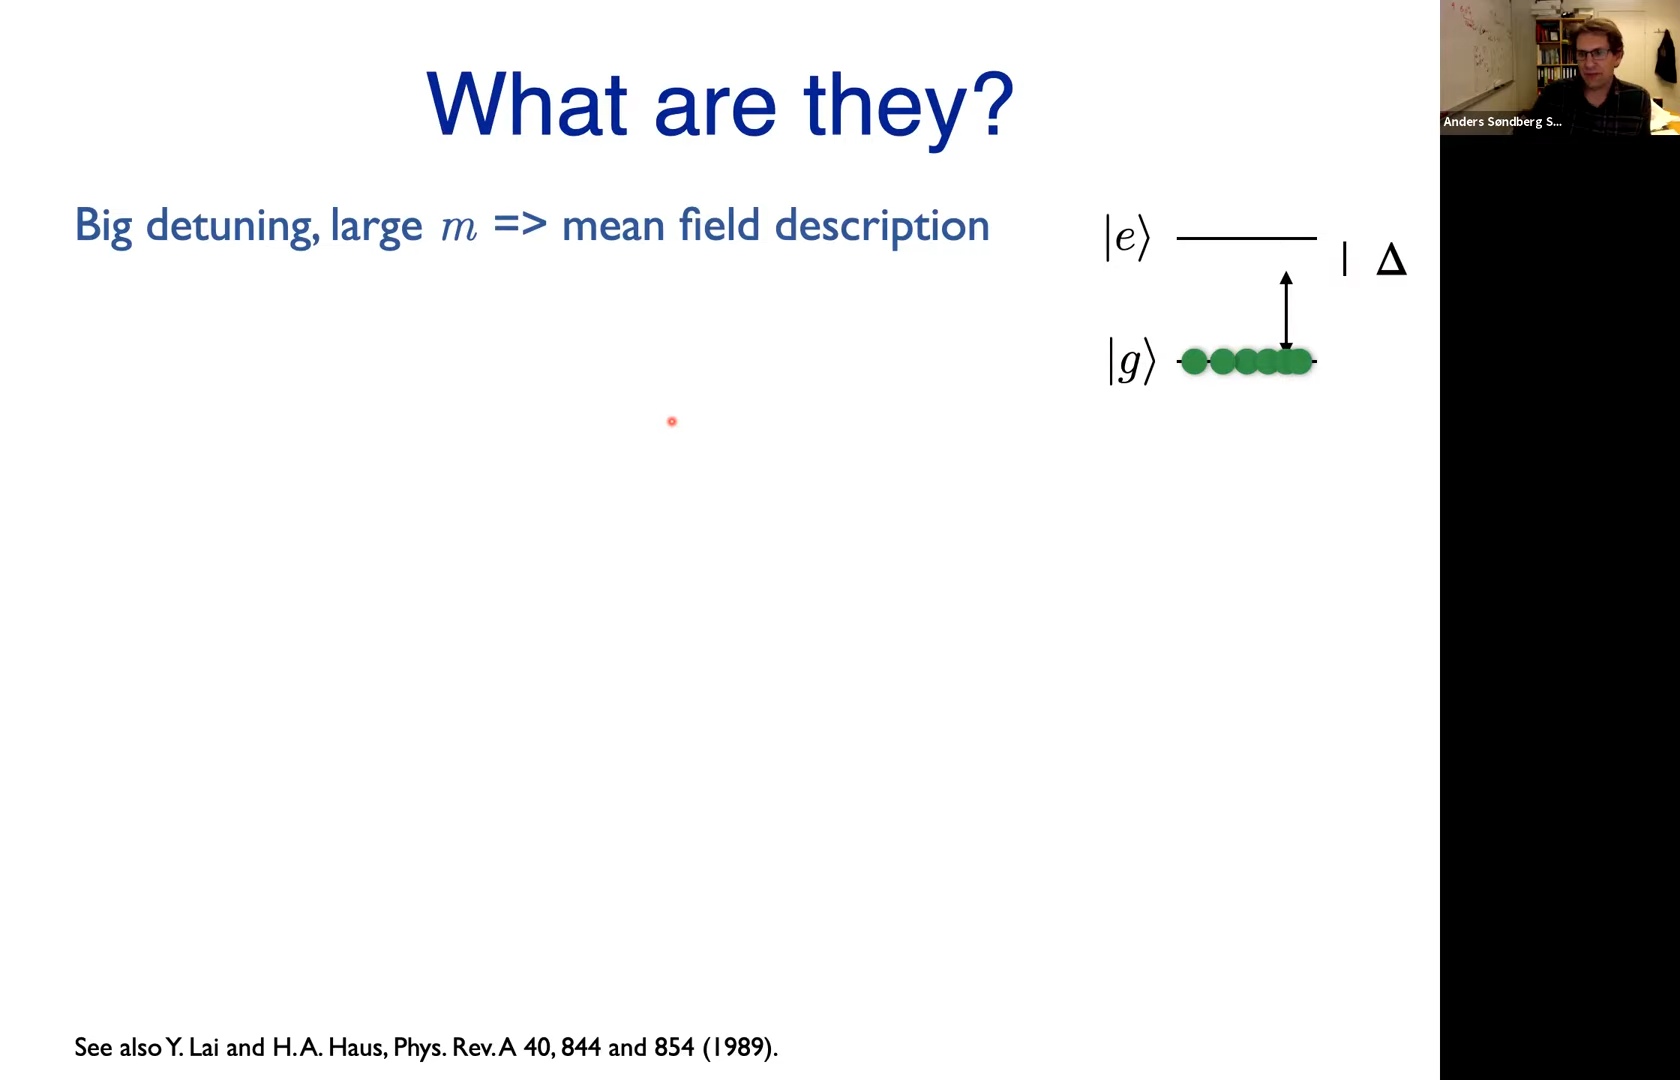 What are they?
Anders Søndberg S...
Big detuning, large m => mean field description
|e⟩
Δ
|g⟩
See also Y. Lai and H.A. Haus, Phys. Rev. A 40, 844 and 854 (1989).